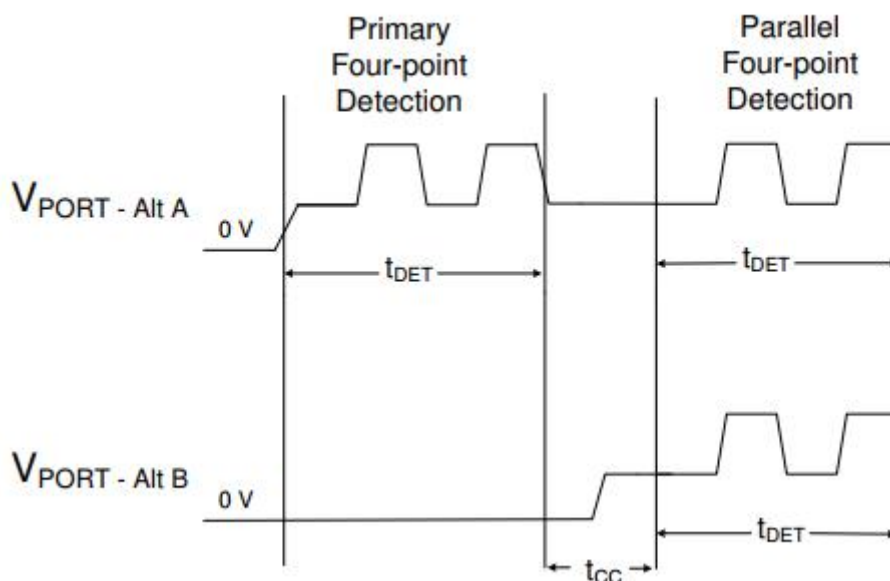 Primary
Four-point
Detection
Parallel
Four-point
Detection
VPORT - Alt A
0 V
tDET
tDET
VPORT - Alt B
0 V
tDET
tCC